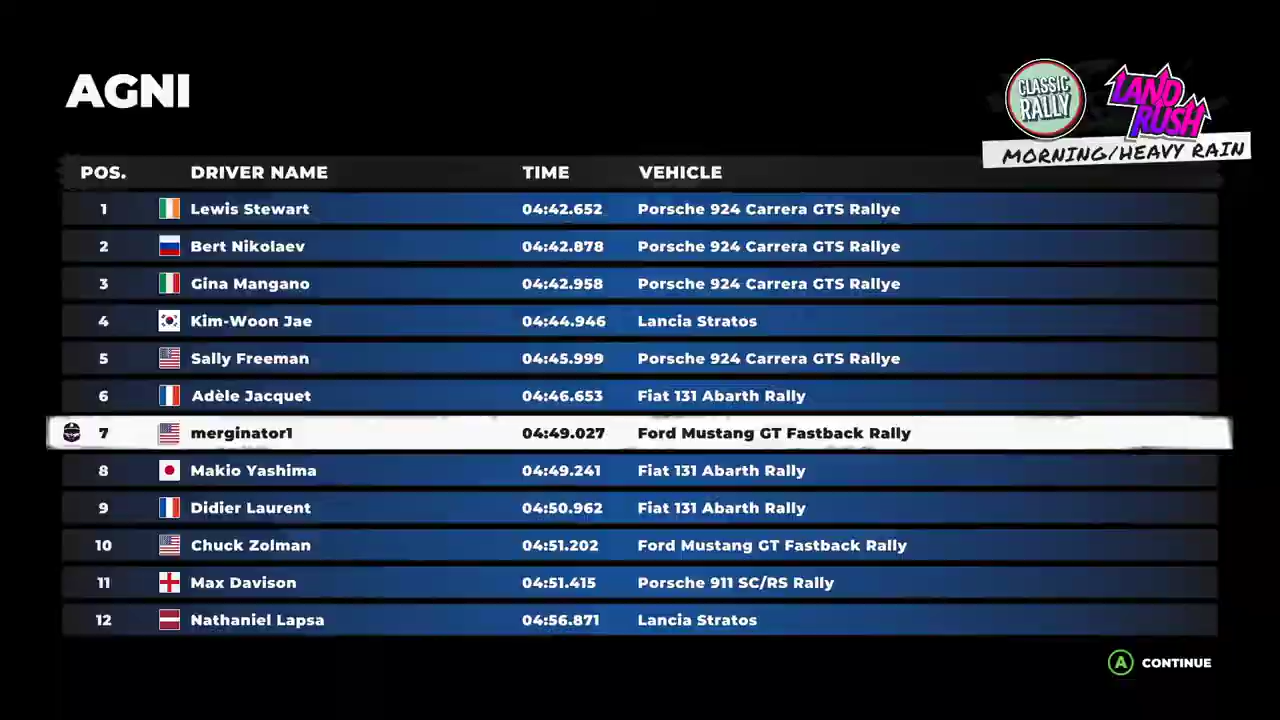 AGNI
CLASSIC
RALLY
LAND
RUSH
MORNING/HEAVY RAIN
POS. DRIVER NAME TIME VEHICLE
1 Lewis Stewart 04:42.652 Porsche 924 Carrera GTS Rallye
2 Bert Nikolaev 04:42.878 Porsche 924 Carrera GTS Rallye
3 Gina Mangano 04:42.958 Porsche 924 Carrera GTS Rallye
4 Kim-Woon Jae 04:44.946 Lancia Stratos
5 Sally Freeman 04:45.999 Porsche 924 Carrera GTS Rallye
6 Adèle Jacquet 04:46.653 Fiat 131 Abarth Rally
7 merginator1 04:49.027 Ford Mustang GT Fastback Rally
8 Makio Yashima 04:49.241 Fiat 131 Abarth Rally
9 Didier Laurent 04:50.962 Fiat 131 Abarth Rally
10 Chuck Zolman 04:51.202 Ford Mustang GT Fastback Rally
11 Max Davison 04:51.415 Porsche 911 SC/RS Rally
12 Nathaniel Lapsa 04:56.871 Lancia Stratos
A CONTINUE